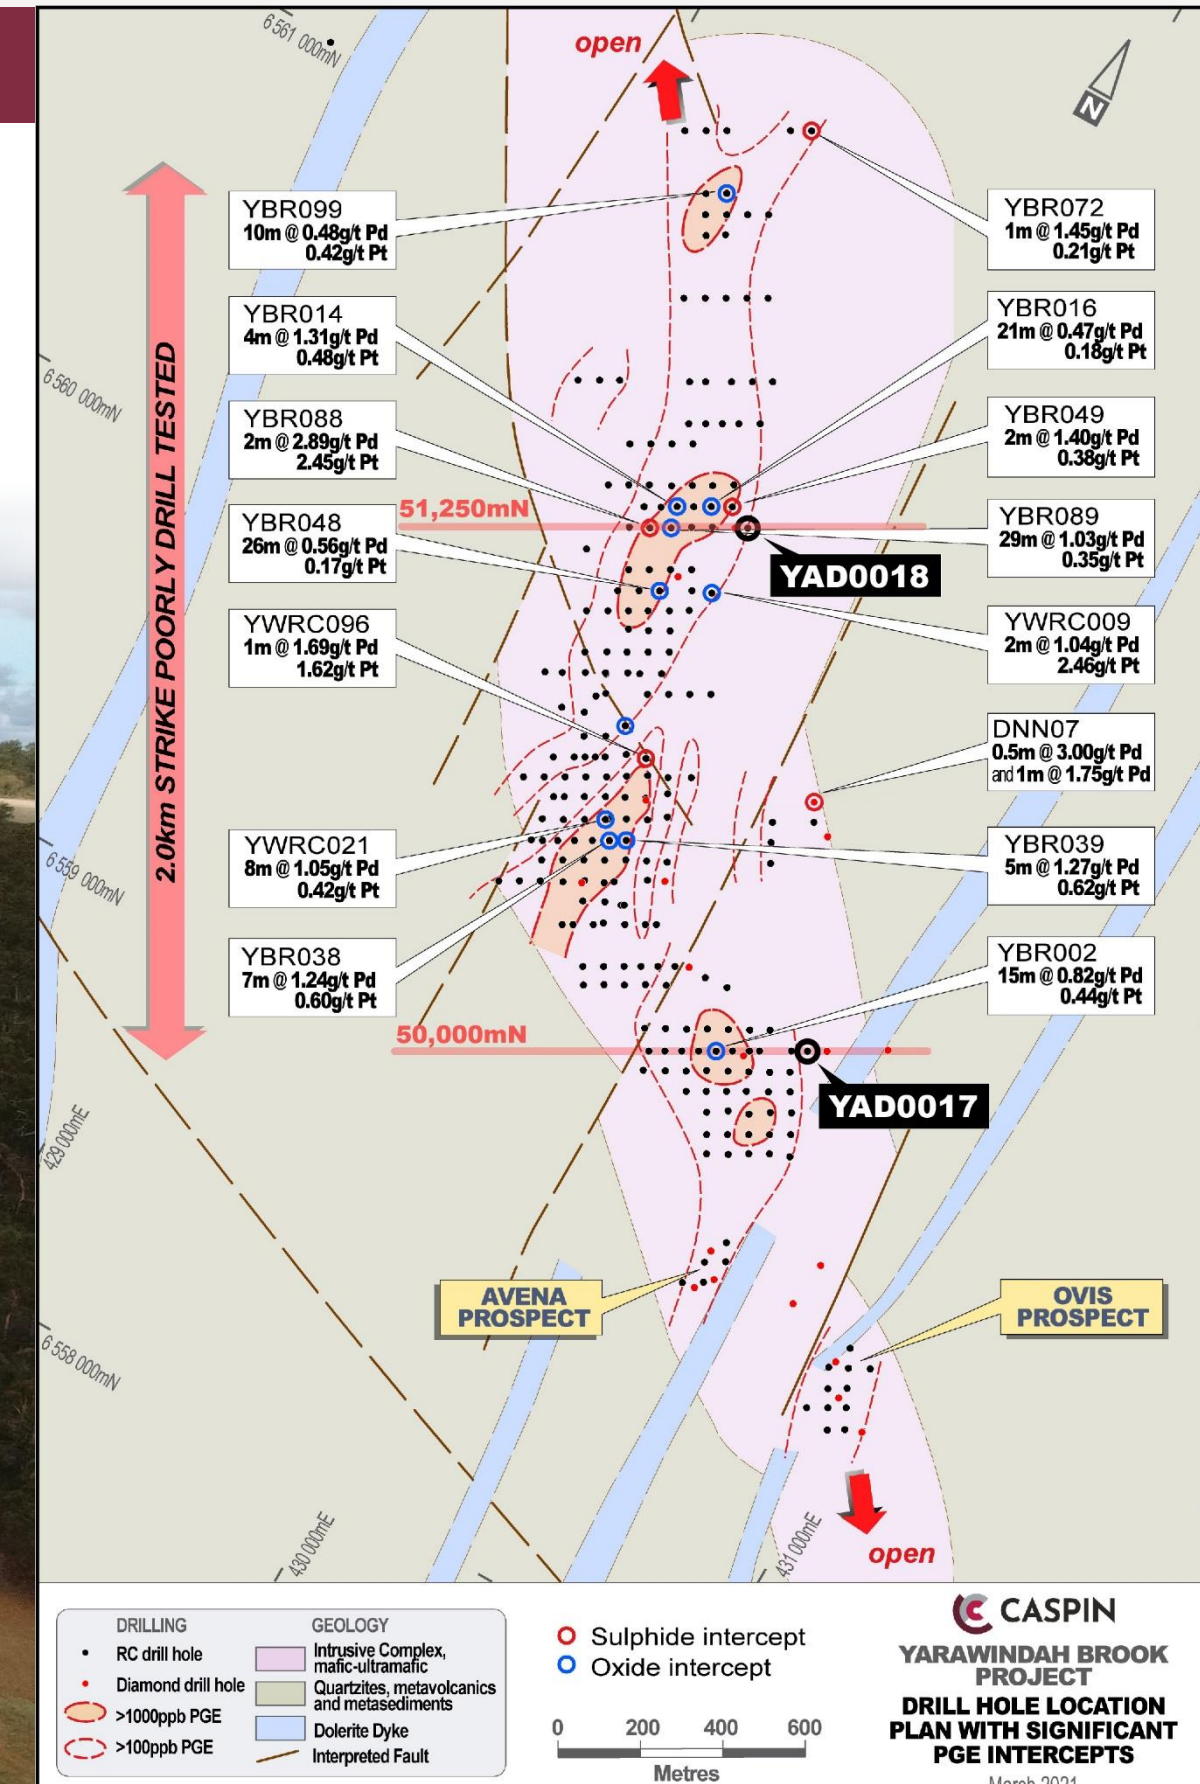 6 561 000mN
open
N
YBR099
10m @ 0.48g/t Pd
0.42g/t Pt
YBR072
1m @ 1.45g/t Pd
0.21g/t Pt
YBR014
4m @ 1.31g/t Pd
0.48g/t Pt
YBR016
21m @ 0.47g/t Pd
0.18g/t Pt
6 560 000mN
YBR088
2m @ 2.89g/t Pd
2.45g/t Pt
YBR049
2m @ 1.40g/t Pd
0.38g/t Pt
2.0km STRIKE POORLY DRILL TESTED
51,250mN
YBR048
26m @ 0.56g/t Pd
0.17g/t Pt
YBR089
29m @ 1.03g/t Pd
0.35g/t Pt
YAD0018
YWRC096
1m @ 1.69g/t Pd
1.62g/t Pt
YWRC009
2m @ 1.04g/t Pd
2.46g/t Pt
DNN07
0.5m @ 3.00g/t Pd
and 1m @ 1.75g/t Pd
6 559 000mN
YWRC021
8m @ 1.05g/t Pd
0.42g/t Pt
YBR039
5m @ 1.27g/t Pd
0.62g/t Pt
YBR038
7m @ 1.24g/t Pd
0.60g/t Pt
YBR002
15m @ 0.82g/t Pd
0.44g/t Pt
50,000mN
YAD0017
429 000mE
AVENA
PROSPECT
OVIS
PROSPECT
6 558 000mN
430 000mE
431 000mE
open
DRILLING
RC drill hole
Diamond drill hole
>1000ppb PGE
>100ppb PGE
GEOLOGY
Intrusive Complex,
mafic-ultramafic
Quartzites, metavolcanics
and metasediments
Dolerite Dyke
Interpreted Fault
Sulphide intercept
Oxide intercept
0 200 400 600
Metres
CASPIN
YARAWINDAH BROOK
PROJECT
DRILL HOLE LOCATION
PLAN WITH SIGNIFICANT
PGE INTERCEPTS
March 2021